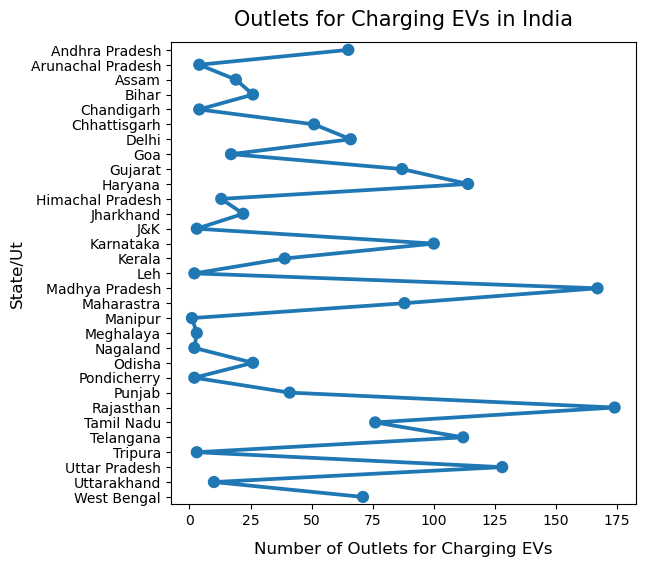 Outlets for Charging EVs in India
Andhra Pradesh
Arunachal Pradesh
Assam
Bihar
Chandigarh
Chhattisgarh
Delhi
Goa
Gujarat
Haryana
Himachal Pradesh
Jharkhand
J&K
Karnataka
Kerala
Leh
Madhya Pradesh
Maharastra
Manipur
Meghalaya
Nagaland
Odisha
Pondicherry
Punjab
Rajasthan
Tamil Nadu
Telangana
Tripura
Uttar Pradesh
Uttarakhand
West Bengal
State/Ut
0 25 50 75 100 125 150 175
Number of Outlets for Charging EVs